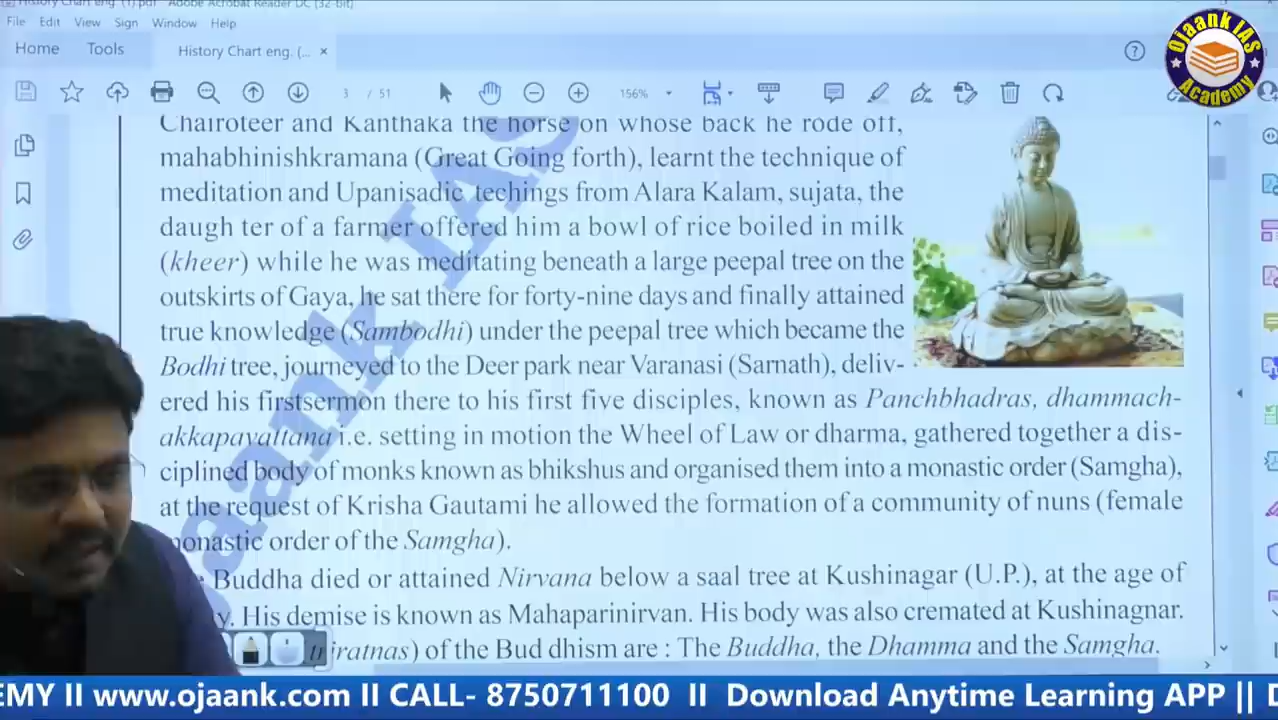 History Chart eng. (1).pdf - Adobe Acrobat Reader DC (32-bit)
File Edit View Sign Window Help
Home Tools History Chart eng. (... ×
3 / 51 156%
Ojaank IAS Academy
Chairoteer and Kanthaka the horse on whose back he rode off,
mahabhinishkramana (Great Going forth), learnt the technique of
meditation and Upanisadic techings from Alara Kalam, sujata, the
daugh ter of a farmer offered him a bowl of rice boiled in milk
(kheer) while he was meditating beneath a large peepal tree on the
outskirts of Gaya, he sat there for forty-nine days and finally attained
true knowledge (Sambodhi) under the peepal tree which became the
Bodhi tree, journeyed to the Deer park near Varanasi (Sarnath), deliv-
ered his firstsermon there to his first five disciples, known as Panchbhadras, dhammach-
akkapavattana i.e. setting in motion the Wheel of Law or dharma, gathered together a dis-
ciplined body of monks known as bhikshus and organised them into a monastic order (Samgha),
at the request of Krisha Gautami he allowed the formation of a community of nuns (female
onastic order of the Samgha).
Buddha died or attained Nirvana below a saal tree at Kushinagar (U.P.), at the age of
y. His demise is known as Mahaparinirvan. His body was also cremated at Kushinagnar.
triratnas) of the Bud dhism are : The Buddha, the Dhamma and the Samgha.
aank IAS
EMY II www.ojaank.com II CALL- 8750711100 II Download Anytime Learning APP || D